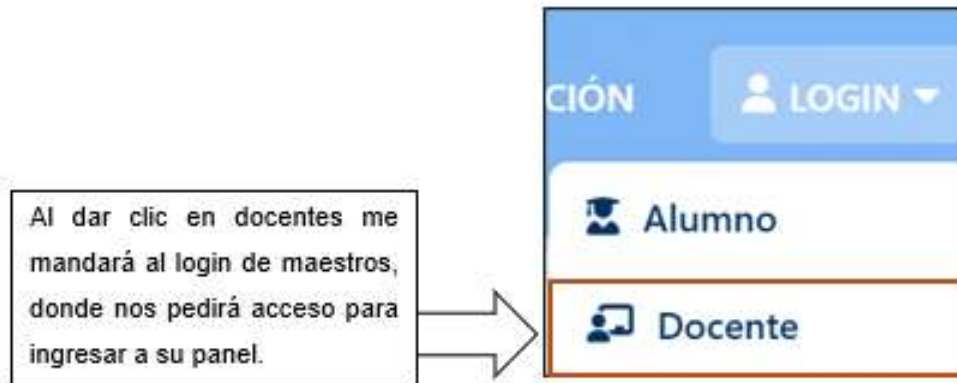 CIÓN
LOGIN
Alumno
Docente
Al dar clic en docentes me
mandará al login de maestros,
donde nos pedirá acceso para
ingresar a su panel.